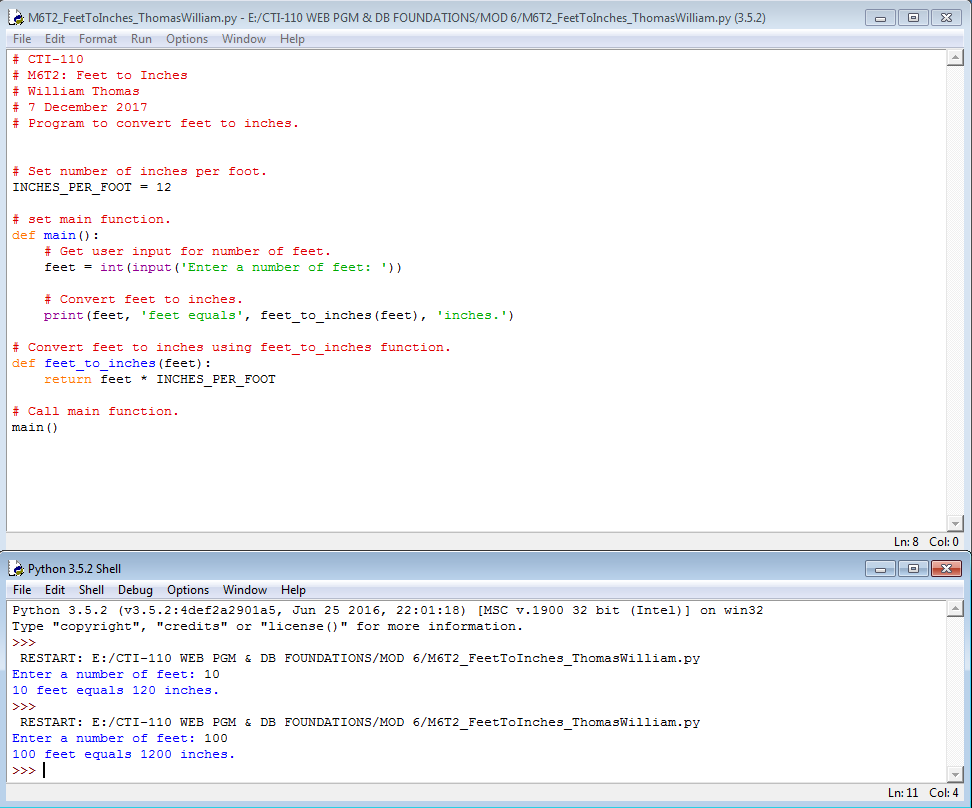 M6T2_FeetToInches_ThomasWilliam.py - E:/CTI-110 WEB PGM & DB FOUNDATIONS/MOD 6/M6T2_FeetToInches_ThomasWilliam.py (3.5.2)
File Edit Format Run Options Window Help
# CTI-110
# M6T2: Feet to Inches
# William Thomas
# 7 December 2017
# Program to convert feet to inches.
# Set number of inches per foot.
INCHES_PER_FOOT = 12
# set main function.
def main():
    # Get user input for number of feet.
    feet = int(input('Enter a number of feet: '))
    # Convert feet to inches.
    print(feet, 'feet equals', feet_to_inches(feet), 'inches.')
# Convert feet to inches using feet_to_inches function.
def feet_to_inches(feet):
    return feet * INCHES_PER_FOOT
# Call main function.
main()
Ln: 8 Col: 0
Python 3.5.2 Shell
File Edit Shell Debug Options Window Help
Python 3.5.2 (v3.5.2:4def2a2901a5, Jun 25 2016, 22:01:18) [MSC v.1900 32 bit (Intel)] on win32
Type "copyright", "credits" or "license()" for more information.
>>>
 RESTART: E:/CTI-110 WEB PGM & DB FOUNDATIONS/MOD 6/M6T2_FeetToInches_ThomasWilliam.py
Enter a number of feet: 10
10 feet equals 120 inches.
>>>
 RESTART: E:/CTI-110 WEB PGM & DB FOUNDATIONS/MOD 6/M6T2_FeetToInches_ThomasWilliam.py
Enter a number of feet: 100
100 feet equals 1200 inches.
>>>
Ln: 11 Col: 4